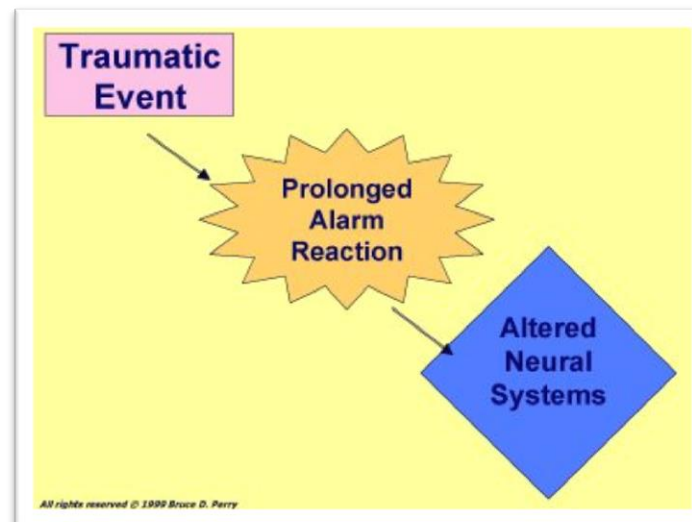 Traumatic
Event
Prolonged
Alarm
Reaction
Altered
Neural
Systems
All rights reserved © 1999 Bruce D. Perry